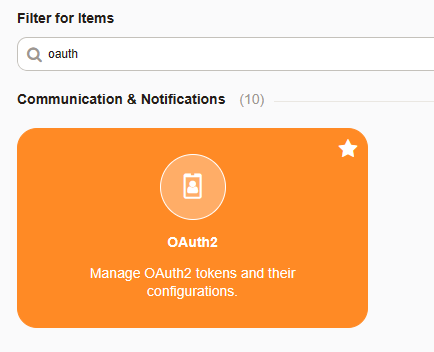 Filter for Items
oauth
Communication & Notifications (10)
OAuth2
Manage OAuth2 tokens and their
configurations.